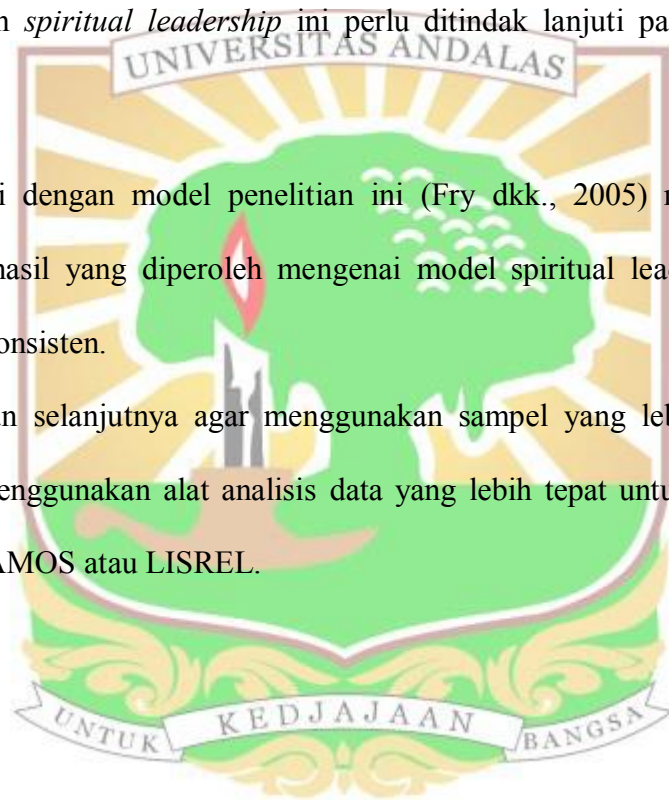 n spiritual leadership ini perlu ditindak lanjuti pa
UNIVERSITAS ANDALAS
i dengan model penelitian ini (Fry dkk., 2005)
hasil yang diperoleh mengenai model spiritual lea
onsisten.
n selanjutnya agar menggunakan sampel yang leb
enggunakan alat analisis data yang lebih tepat untu
AMOS atau LISREL.
UNTUK KEDJAJAAN BANGSA